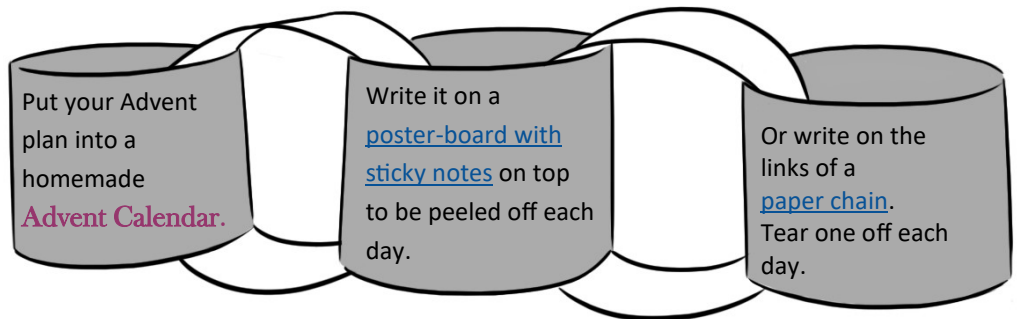 Put your Advent
plan into a
homemade
Advent Calendar.
Write it on a
poster-board with
sticky notes on top
to be peeled off each
day.
Or write on the
links of a
paper chain.
Tear one off each
day.